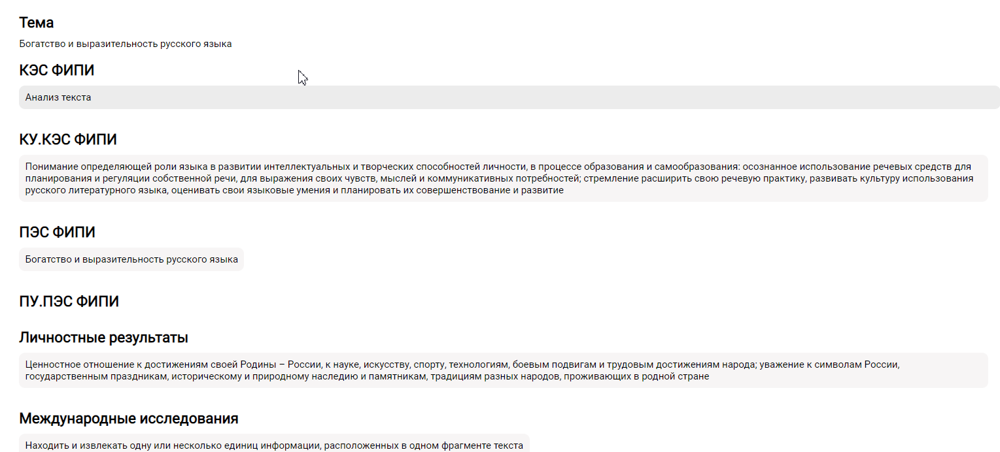 Тема
Богатство и выразительность русского языка
КЭС ФИПИ
Анализ текста
КУ.КЭС ФИПИ
Понимание определяющей роли языка в развитии интеллектуальных и творческих способностей личности, в процессе образования и самообразования: осознанное использование речевых средств для
планирования и регуляции собственной речи, для выражения своих чувств, мыслей и коммуникативных потребностей; стремление расширить свою речевую практику, развивать культуру использования
русского литературного языка, оценивать свои языковые умения и планировать их совершенствование и развитие
ПЭС ФИПИ
Богатство и выразительность русского языка
ПУ.ПЭС ФИПИ
Личностные результаты
Ценностное отношение к достижениям своей Родины – России, к науке, искусству, спорту, технологиям, боевым подвигам и трудовым достижениям народа; уважение к символам России,
государственным праздникам, историческому и природному наследию и памятникам, традициям разных народов, проживающих в родной стране
Международные исследования
Находить и извлекать одну или несколько единиц информации, расположенных в одном фрагменте текста